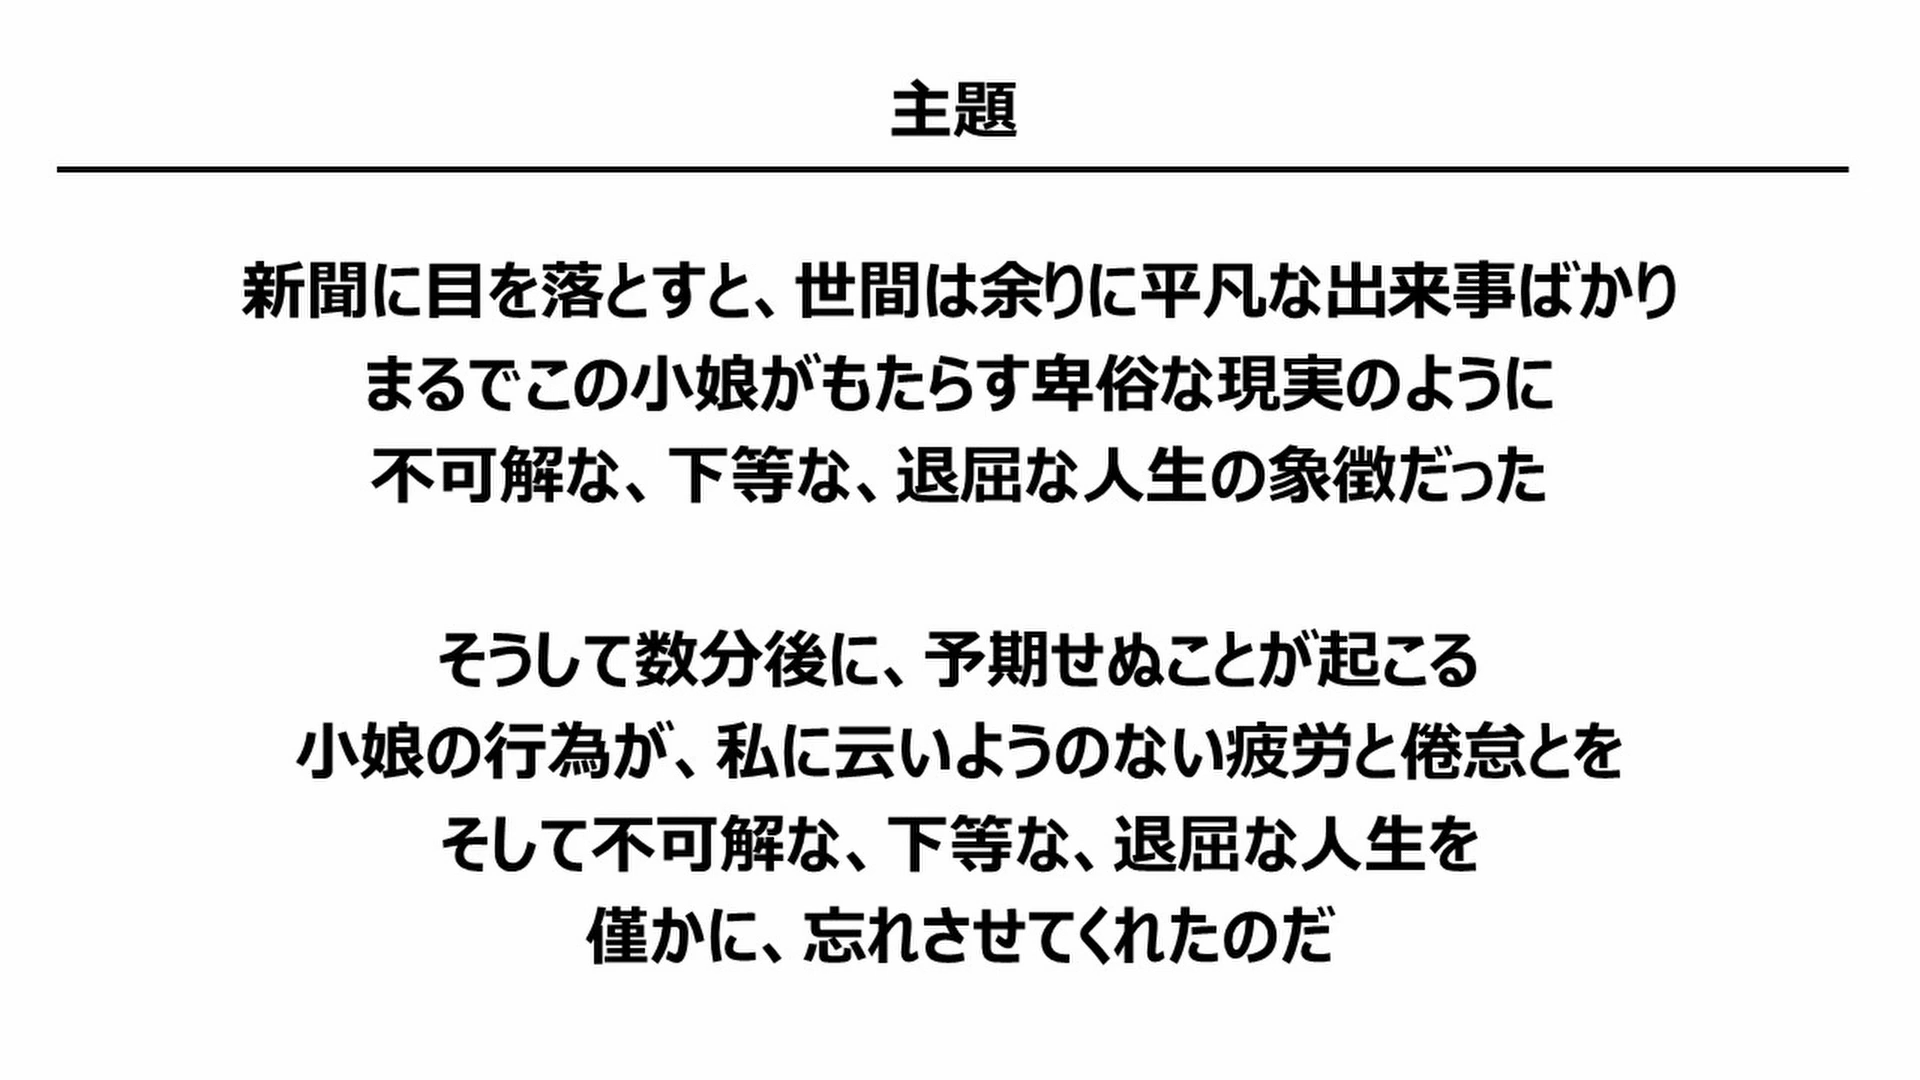 主題
新聞に目を落とすと、世間は余りに平凡な出来事ばかり
まるでこの小娘がもたらす卑俗な現実のように
不可解な、下等な、退屈な人生の象徴だった
そうして数分後に、予期せぬことが起こる
小娘の行為が、私に云いようのない疲労と倦怠とを
そして不可解な、下等な、退屈な人生を
僅かに、忘れさせてくれたのだ